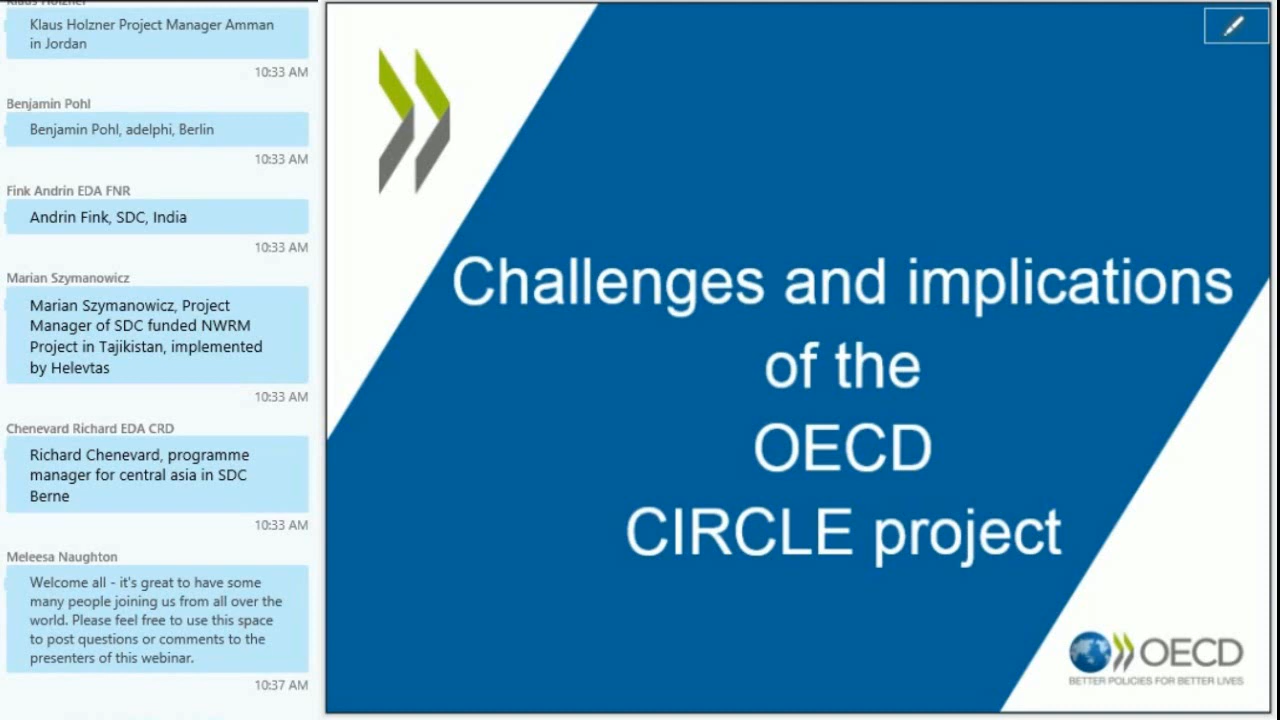 Klaus Holzner
Klaus Holzner Project Manager Amman
in Jordan
10:33 AM
Benjamin Pohl
Benjamin Pohl, adelphi, Berlin
10:33 AM
Fink Andrin EDA FNR
Andrin Fink, SDC, India
10:33 AM
Marian Szymanowicz
Marian Szymanowicz, Project
Manager of SDC funded NWRM
Project in Tajikistan, implemented
by Helevtas
10:33 AM
Chenevard Richard EDA CRD
Richard Chenevard, programme
manager for central asia in SDC
Berne
10:33 AM
Meleesa Naughton
Welcome all - it's great to have some
many people joining us from all over the
world. Please feel free to use this space
to post questions or comments to the
presenters of this webinar.
10:37 AM
Challenges and implications
of the
OECD
CIRCLE project
OECD
BETTER POLICIES FOR BETTER LIVES